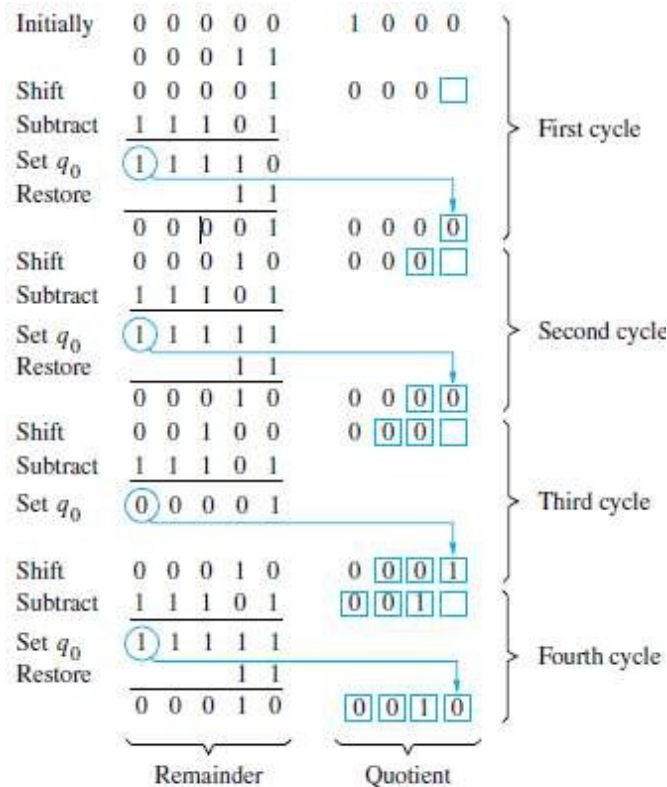 Initially 0 0 0 0 0 1 0 0 0
0 0 0 1 1
Shift 0 0 0 0 1 0 0 0
Subtract 1 1 1 0 1
First cycle
Set q0 1 1 1 1 0
Restore 1 1
0 0 0 0 1 0 0 0 0
Shift 0 0 0 1 0 0 0 0
Subtract 1 1 1 0 1
Set q0 1 1 1 1 1 Second cycle
Restore 1 1
0 0 0 1 0 0 0 0 0
Shift 0 0 1 0 0 0 0 0
Subtract 1 1 1 0 1
Set q0 0 0 0 0 1 Third cycle
Shift 0 0 0 1 0 0 0 0 1
Subtract 1 1 1 0 1 0 0 1
Set q0 1 1 1 1 1 Fourth cycle
Restore 1 1
0 0 0 1 0 0 0 1 0
Remainder Quotient